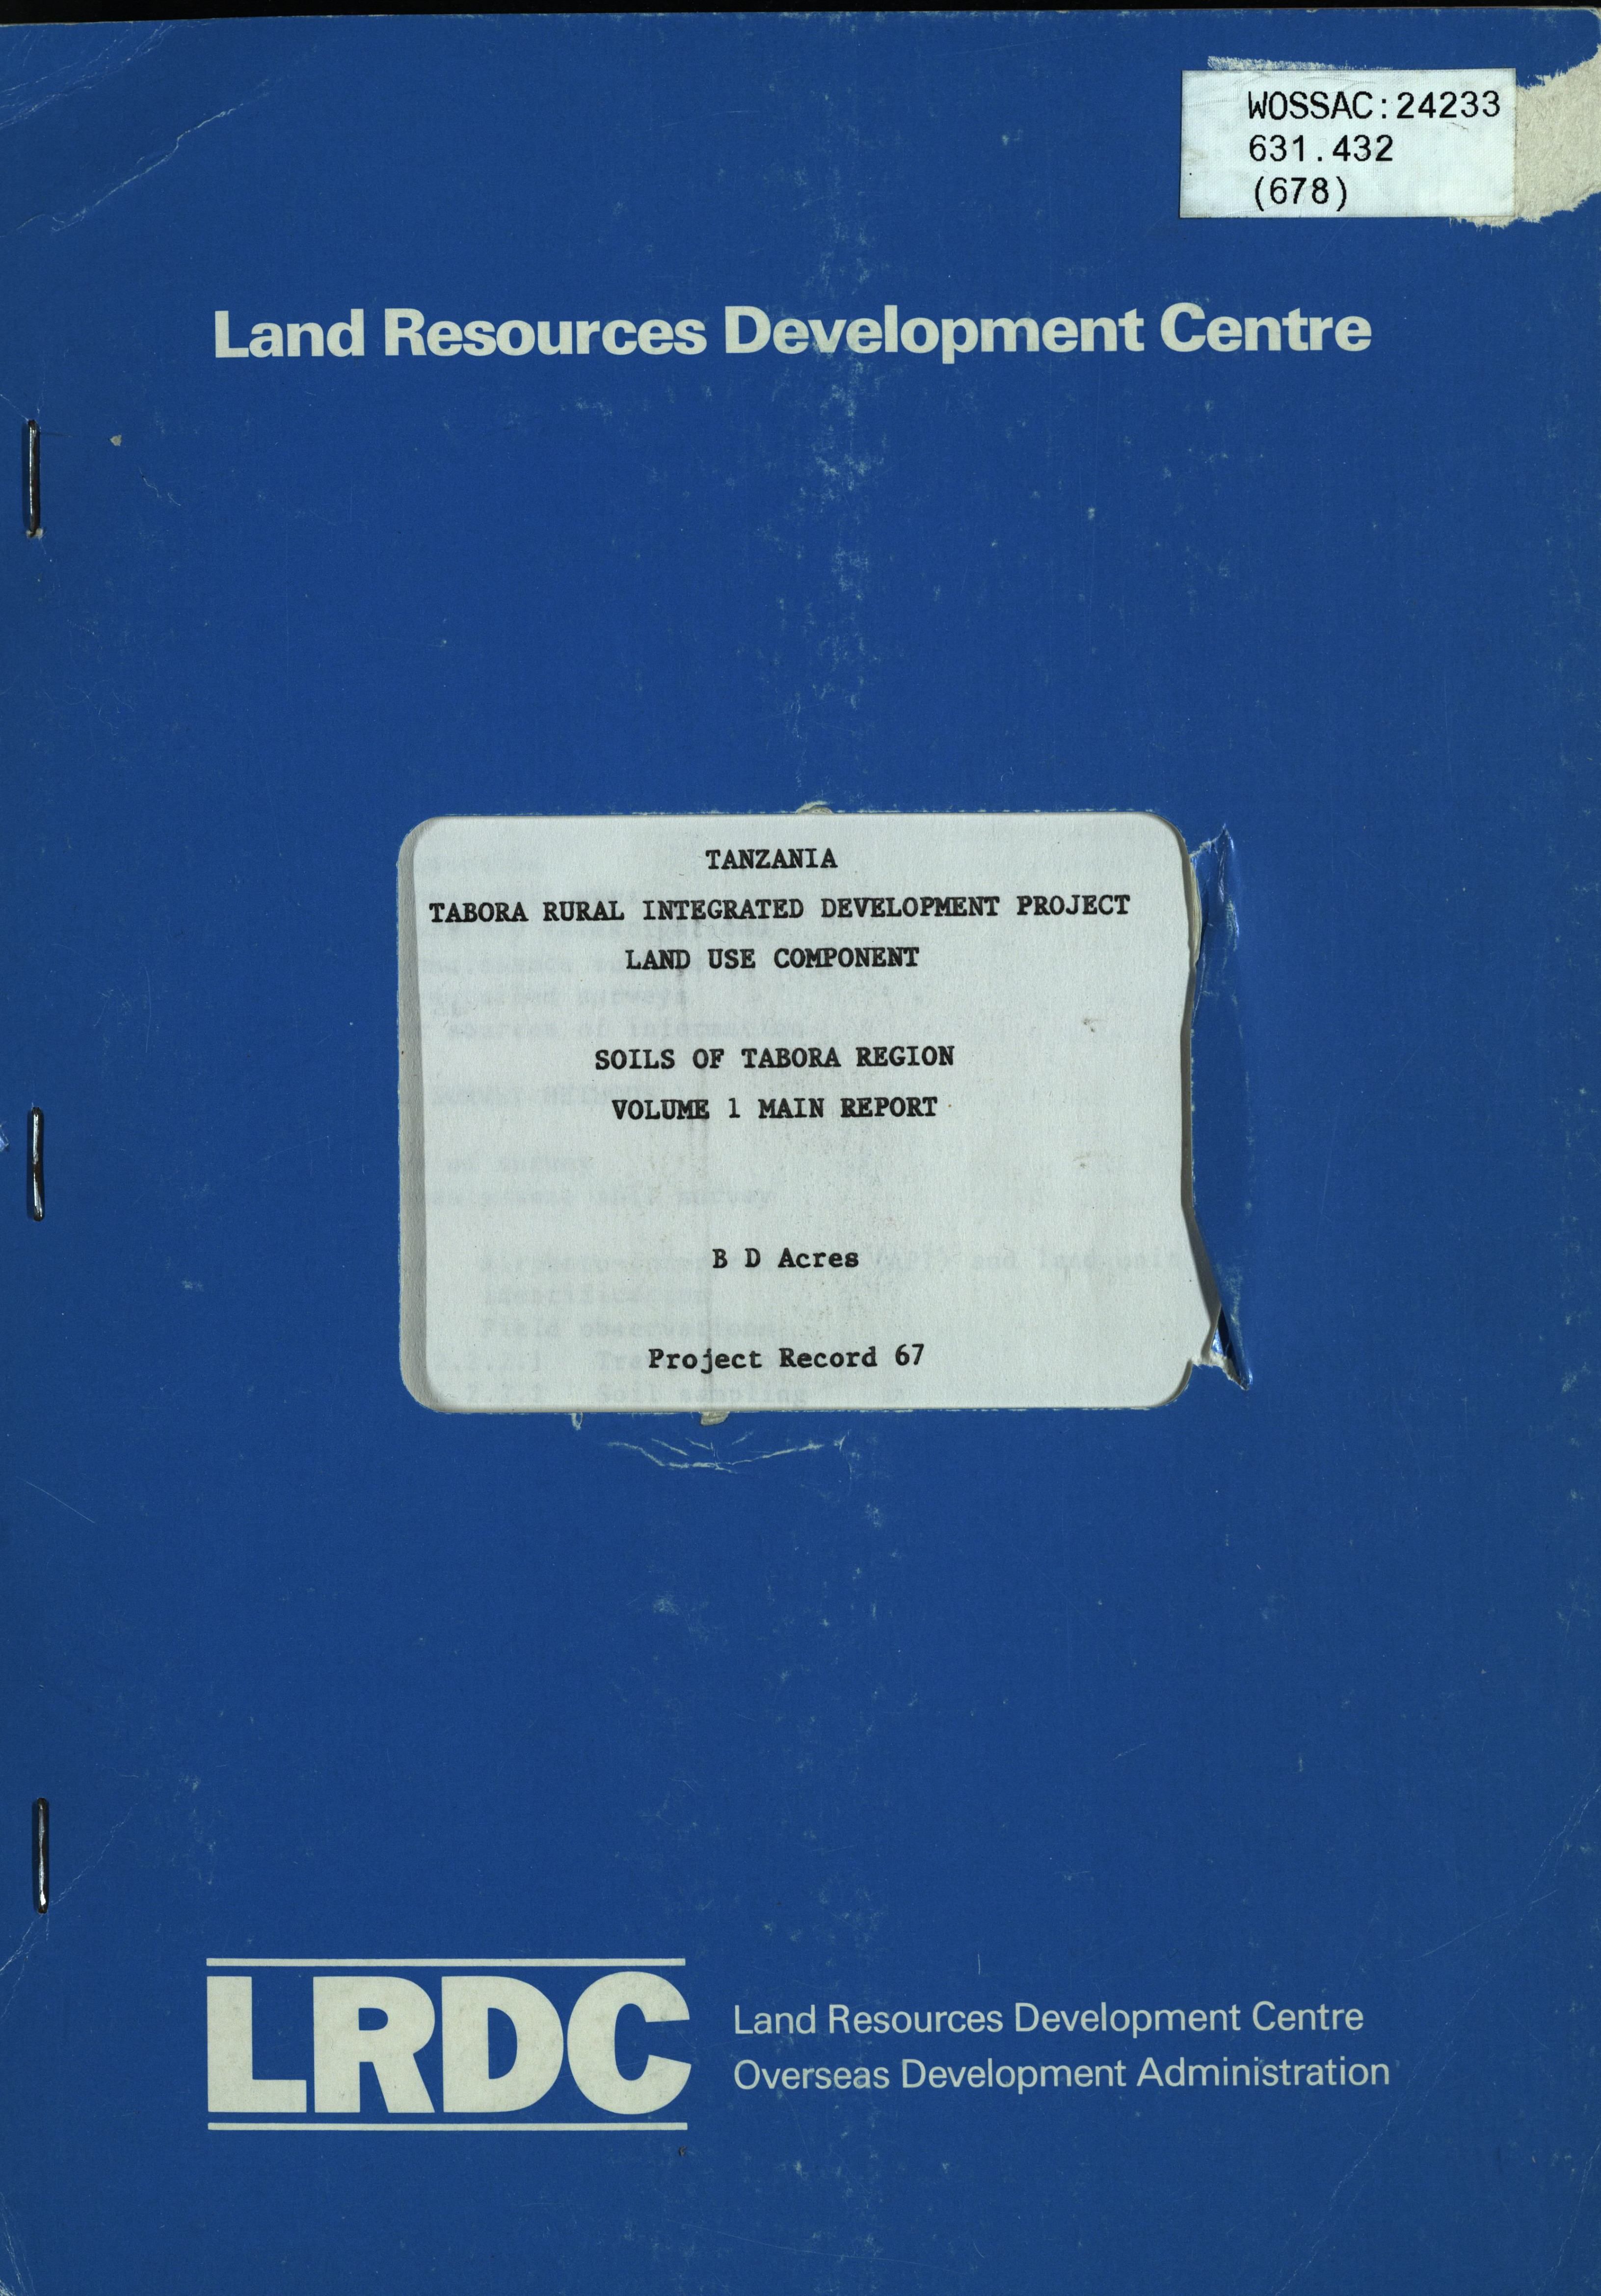 WOSSAC:24233
631.432
(678)
Land Resources Development Centre
TANZANIA
TABORA RURAL INTEGRATED DEVELOPMENT PROJECT
LAND USE COMPONENT
SOILS OF TABORA REGION
VOLUME 1 MAIN REPORT
B D Acres
Project Record 67
LRDC
Land Resources Development Centre
Overseas Development Administration